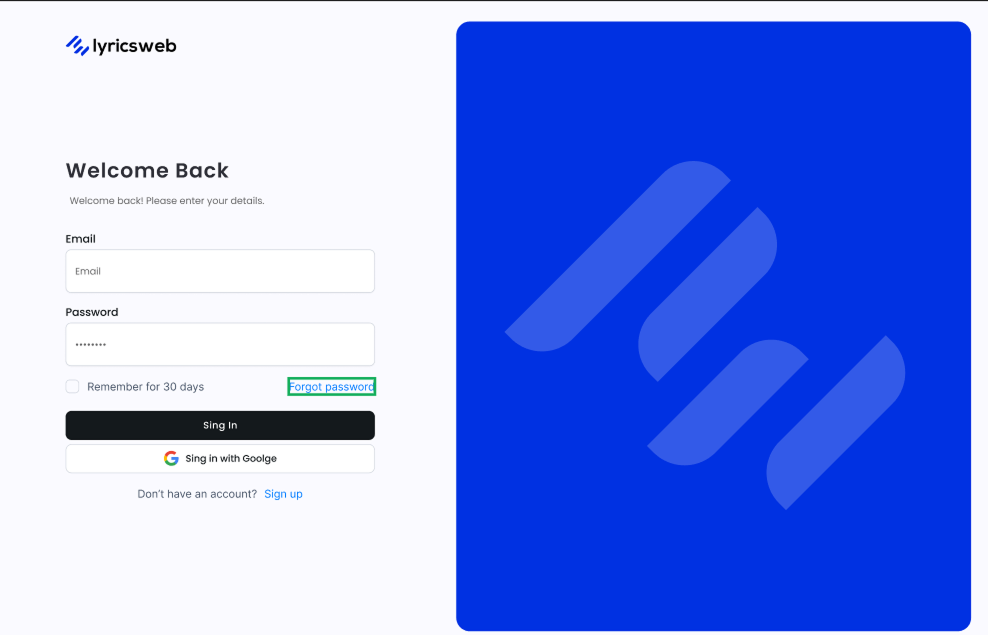 lyricsweb
Welcome Back
Welcome back! Please enter your details.
Email
Email
Password
••••••••
Remember for 30 days
Forgot password
Sing In
Sing in with Goolge
Don't have an account? Sign up